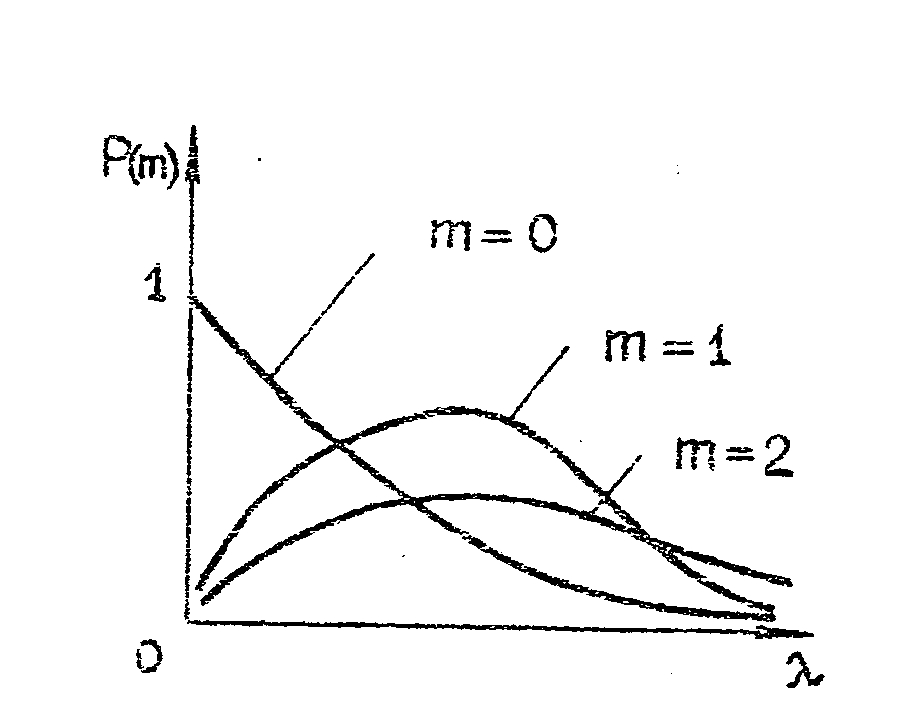 P(m)
m = 0
1
m = 1
m = 2
0
λ